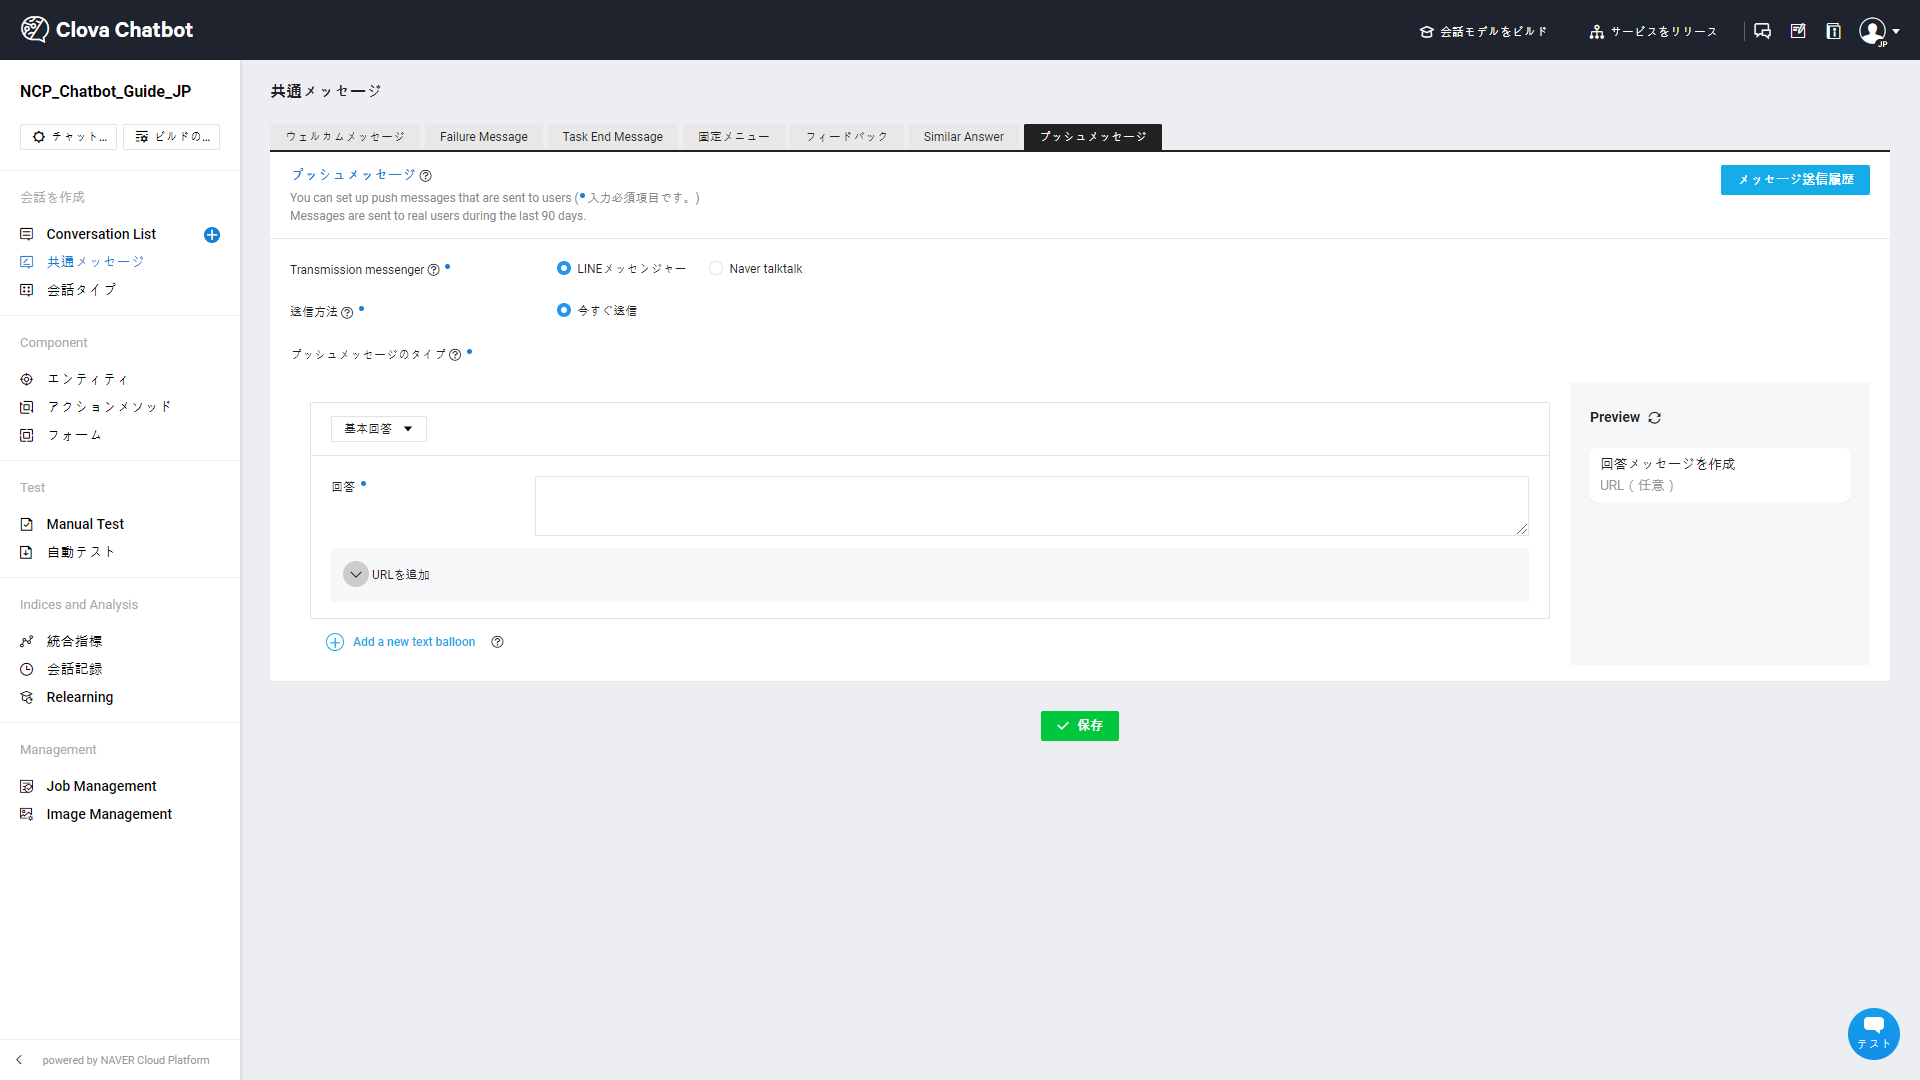 Clova Chatbot
会話モデルをビルド
サービスをリリース
JP
NCP_Chatbot_Guide_JP
チャット...
ビルドの...
会話を作成
Conversation List
共通メッセージ
会話タイプ
Component
エンティティ
アクションメソッド
フォーム
Test
Manual Test
自動テスト
Indices and Analysis
統合指標
会話記録
Relearning
Management
Job Management
Image Management
powered by NAVER Cloud Platform
共通メッセージ
ウェルカムメッセージ
Failure Message
Task End Message
固定メニュー
フィードバック
Similar Answer
プッシュメッセージ
プッシュメッセージ
メッセージ送信履歴
You can set up push messages that are sent to users (• 入力必須項目です。)
Messages are sent to real users during the last 90 days.
Transmission messenger
LINEメッセンジャー
Naver talktalk
送信方法
今すぐ送信
プッシュメッセージのタイプ
基本回答
回答
URLを追加
Add a new text balloon
Preview
回答メッセージを作成
URL ( 任意 )
保存
テスト